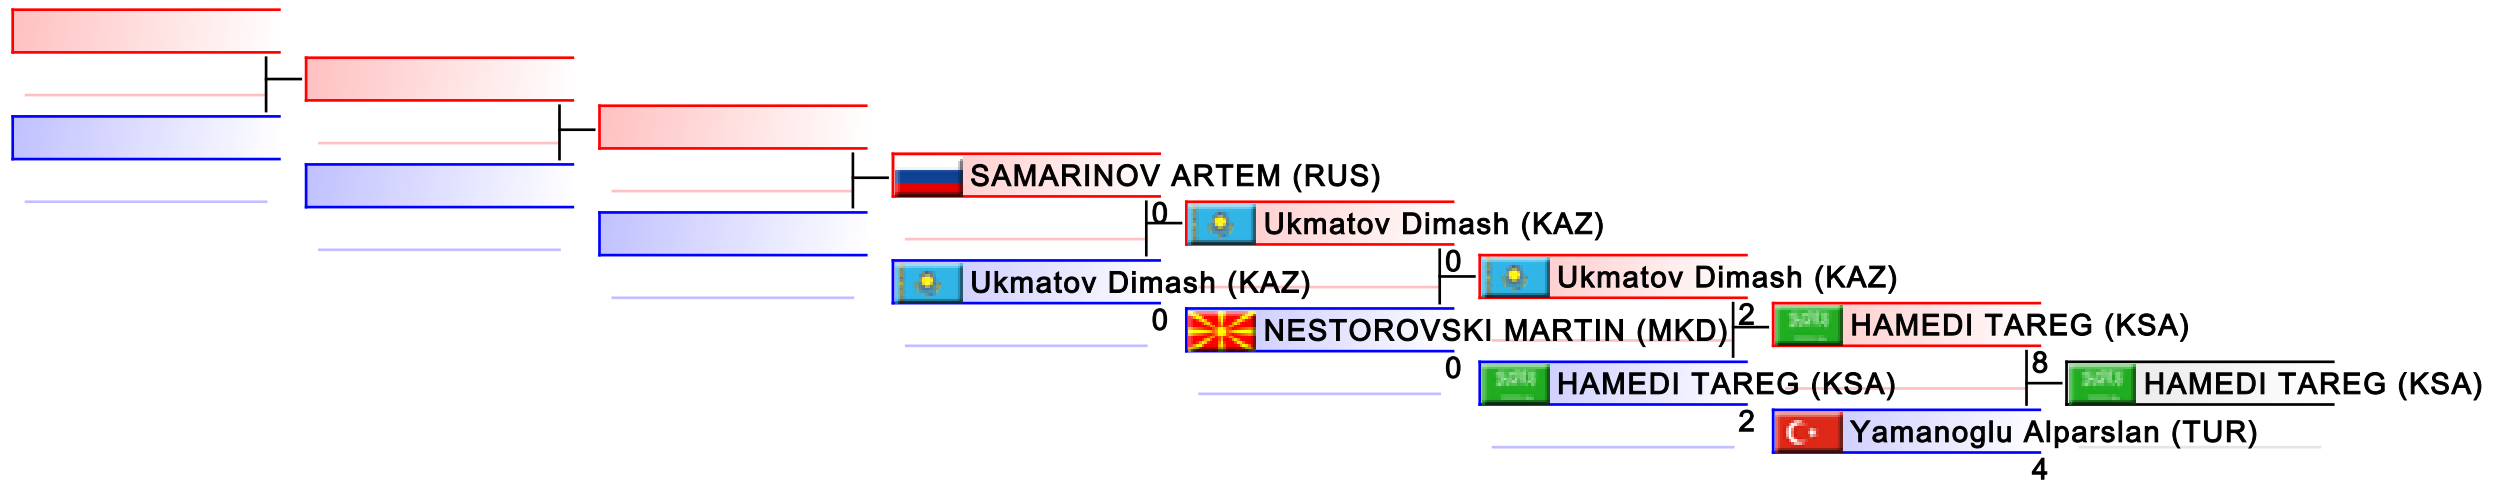 SAMARINOV ARTEM (RUS)
0
Ukmatov Dimash (KAZ)
0
Ukmatov Dimash (KAZ)
0
Ukmatov Dimash (KAZ)
2
NESTOROVSKI MARTIN (MKD)
0
HAMEDI TAREG (KSA)
8
HAMEDI TAREG (KSA)
2
HAMEDI TAREG (KSA)
Yamanoglu Alparslan (TUR)
4